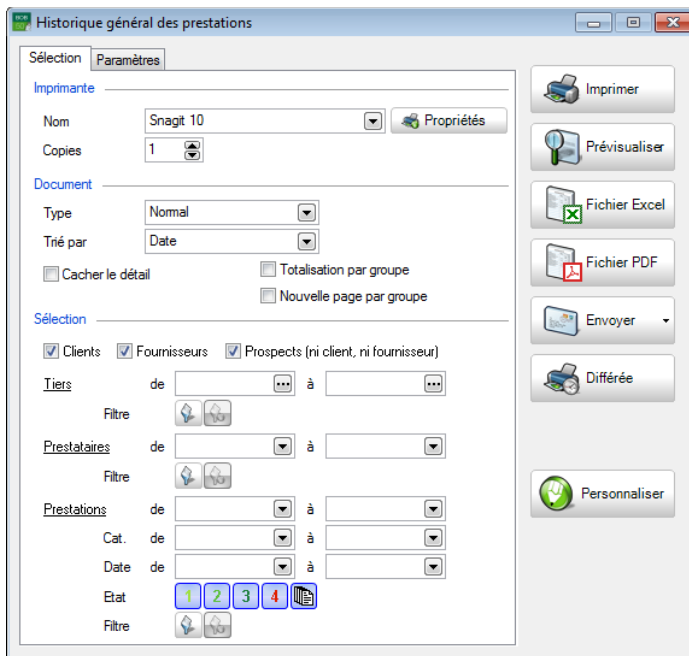 Historique général des prestations
Sélection Paramètres
Imprimante
Nom Snagit 10 Propriétés
Copies 1
Document
Type Normal
Trié par Date
Cacher le détail Totalisation par groupe
Nouvelle page par groupe
Sélection
Clients Fournisseurs Prospects (ni client, ni fournisseur)
Tiers de ... à ...
Filtre
Prestataires de à
Filtre
Prestations de à
Cat. de à
Date de à
Etat 1 2 3 4
Filtre
Imprimer
Prévisualiser
Fichier Excel
Fichier PDF
Envoyer
Différée
Personnaliser